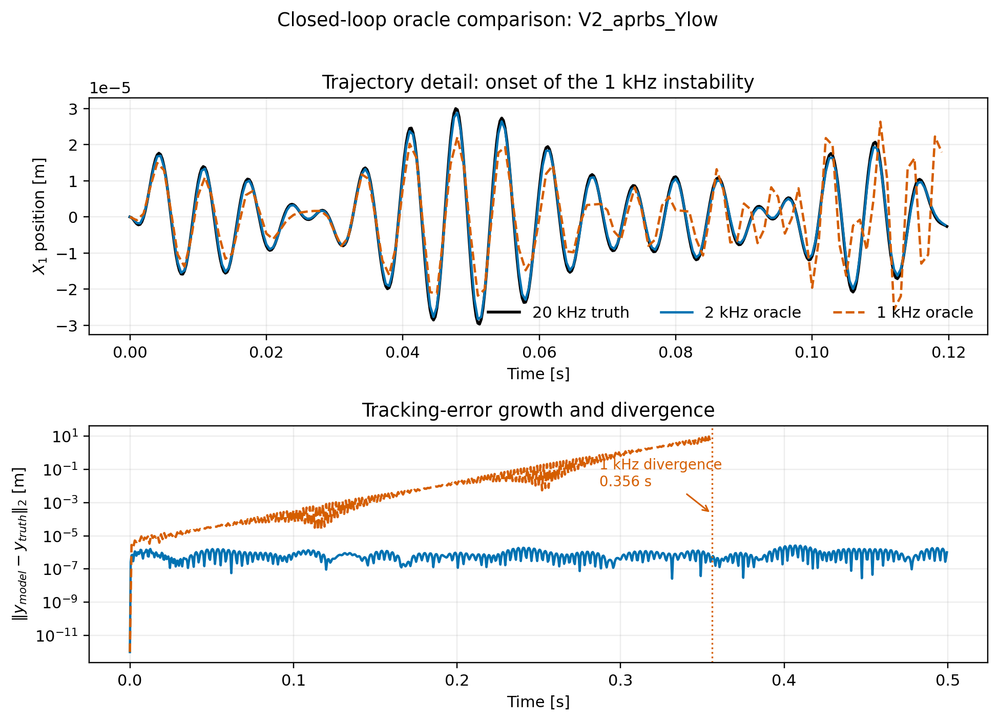 Closed-loop oracle comparison: V2_aprbs_Ylow
Trajectory detail: onset of the 1 kHz instability
1e−5
3
2
1
0
−1
−2
−3
X₁ position [m]
20 kHz truth
2 kHz oracle
1 kHz oracle
0.00 0.02 0.04 0.06 0.08 0.10 0.12
Time [s]
Tracking-error growth and divergence
10¹
10⁻¹
10⁻³
10⁻⁵
10⁻⁷
10⁻⁹
10⁻¹¹
‖y_model − y_truth‖₂ [m]
1 kHz divergence
0.356 s
0.0 0.1 0.2 0.3 0.4 0.5
Time [s]